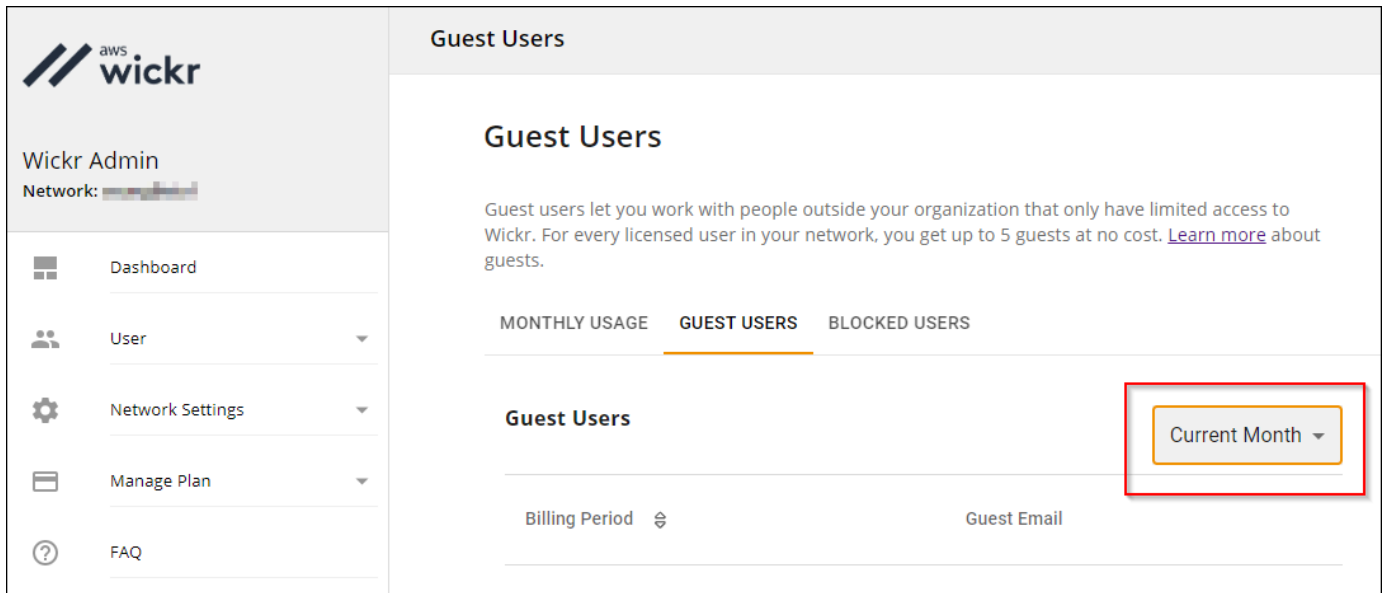 aws
wickr
Wickr Admin
Network:
Dashboard
User
Network Settings
Manage Plan
FAQ
Guest Users
Guest Users
Guest users let you work with people outside your organization that only have limited access to
Wickr. For every licensed user in your network, you get up to 5 guests at no cost. Learn more about
guests.
MONTHLY USAGE GUEST USERS BLOCKED USERS
Guest Users
Current Month
Billing Period Guest Email